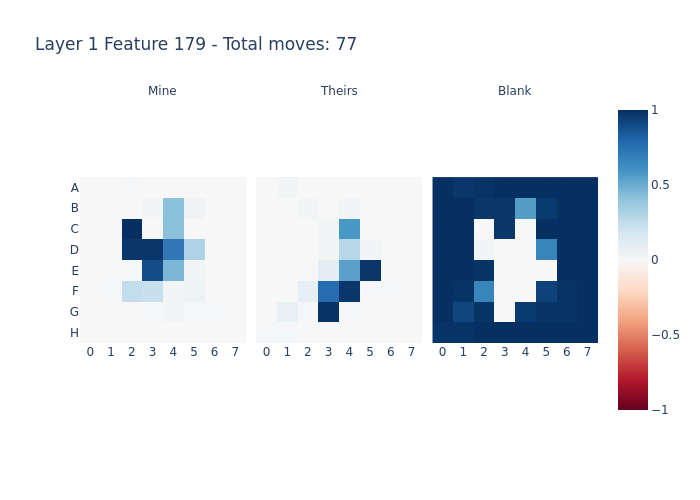 Layer 1 Feature 179 - Total moves: 77
Mine
Theirs
Blank
A
B
C
D
E
F
G
H
0 1 2 3 4 5 6 7
0 1 2 3 4 5 6 7
0 1 2 3 4 5 6 7
1
0.5
0
−0.5
−1